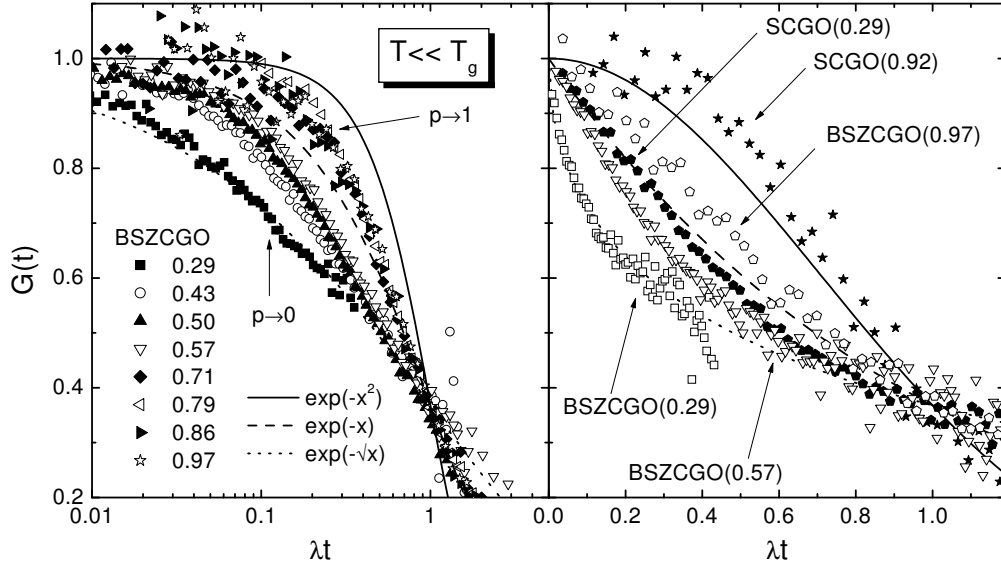 T<< T_g
p→1
p→0
BSZCGO
0.29
0.43
0.50
0.57
0.71
0.79
0.86
0.97
exp(-x²)
exp(-x)
exp(-√x)
G(t)
1.0
0.8
0.6
0.4
0.2
0.01
0.1
1
λt
SCGO(0.29)
SCGO(0.92)
BSZCGO(0.97)
BSZCGO(0.29)
BSZCGO(0.57)
0.0
0.2
0.4
0.6
0.8
1.0
λt